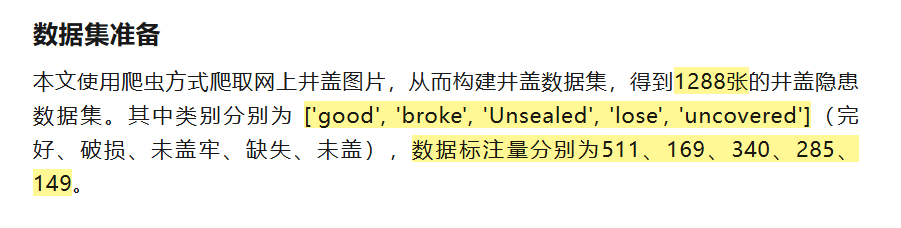 数据集准备
本文使用爬虫方式爬取网上井盖图片，从而构建井盖数据集，得到1288张的井盖隐患
数据集。其中类别分别为 ['good', 'broke', 'Unsealed', 'lose', 'uncovered']（完
好、破损、未盖牢、缺失、未盖），数据标注量分别为511、169、340、285、
149。